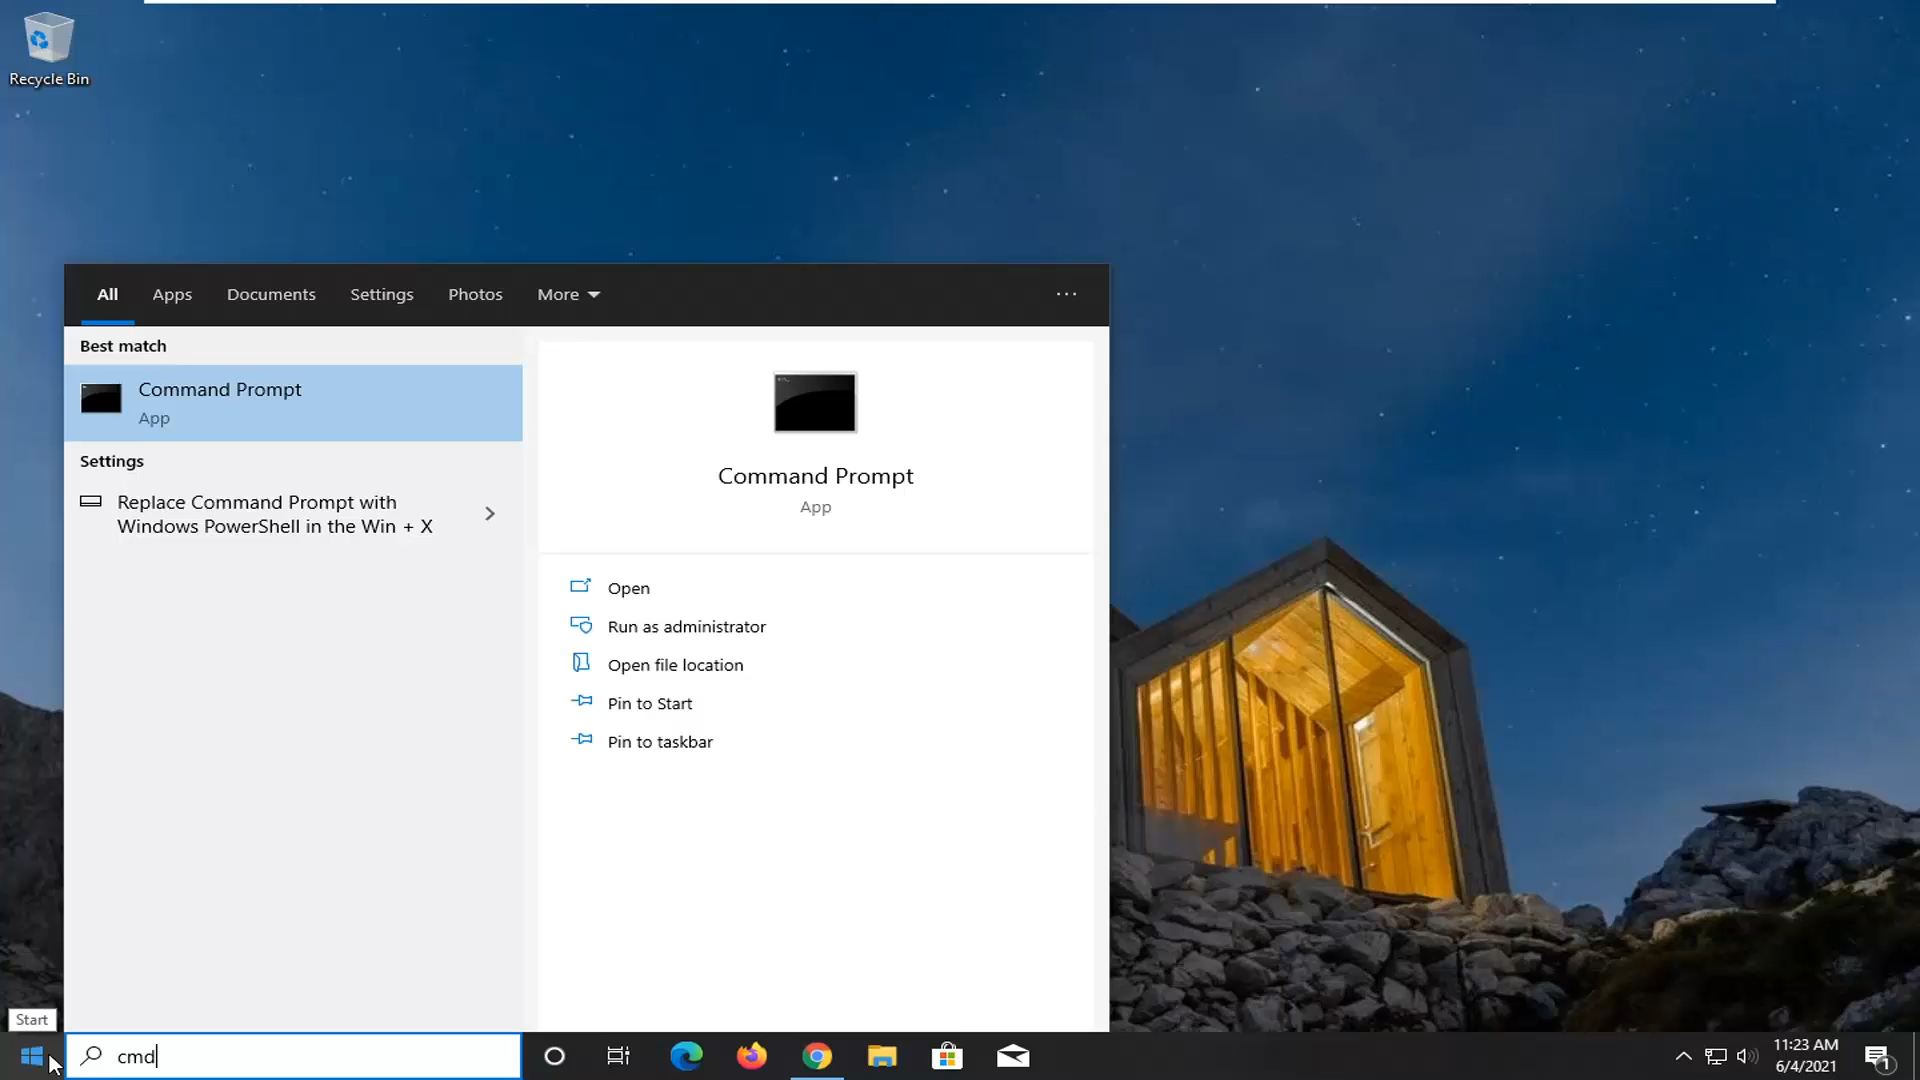 Recycle Bin
All Apps Documents Settings Photos More ...
Best match
Command Prompt
App
Settings
Replace Command Prompt with
Windows PowerShell in the Win + X
Command Prompt
App
Open
Run as administrator
Open file location
Pin to Start
Pin to taskbar
Start
cmd
11:23 AM
6/4/2021
1